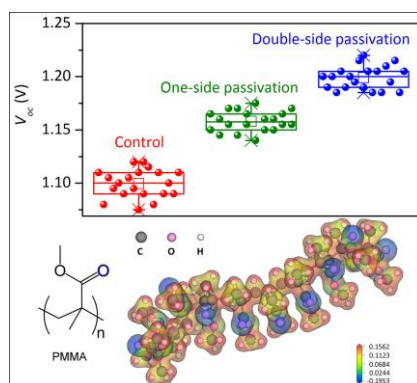 1.25
1.20
1.15
1.10
V_oc (V)
Double-side passivation
One-side passivation
Control
C O H
O
O
n
PMMA
0.1562
0.1123
0.0684
0.0244
-0.1953